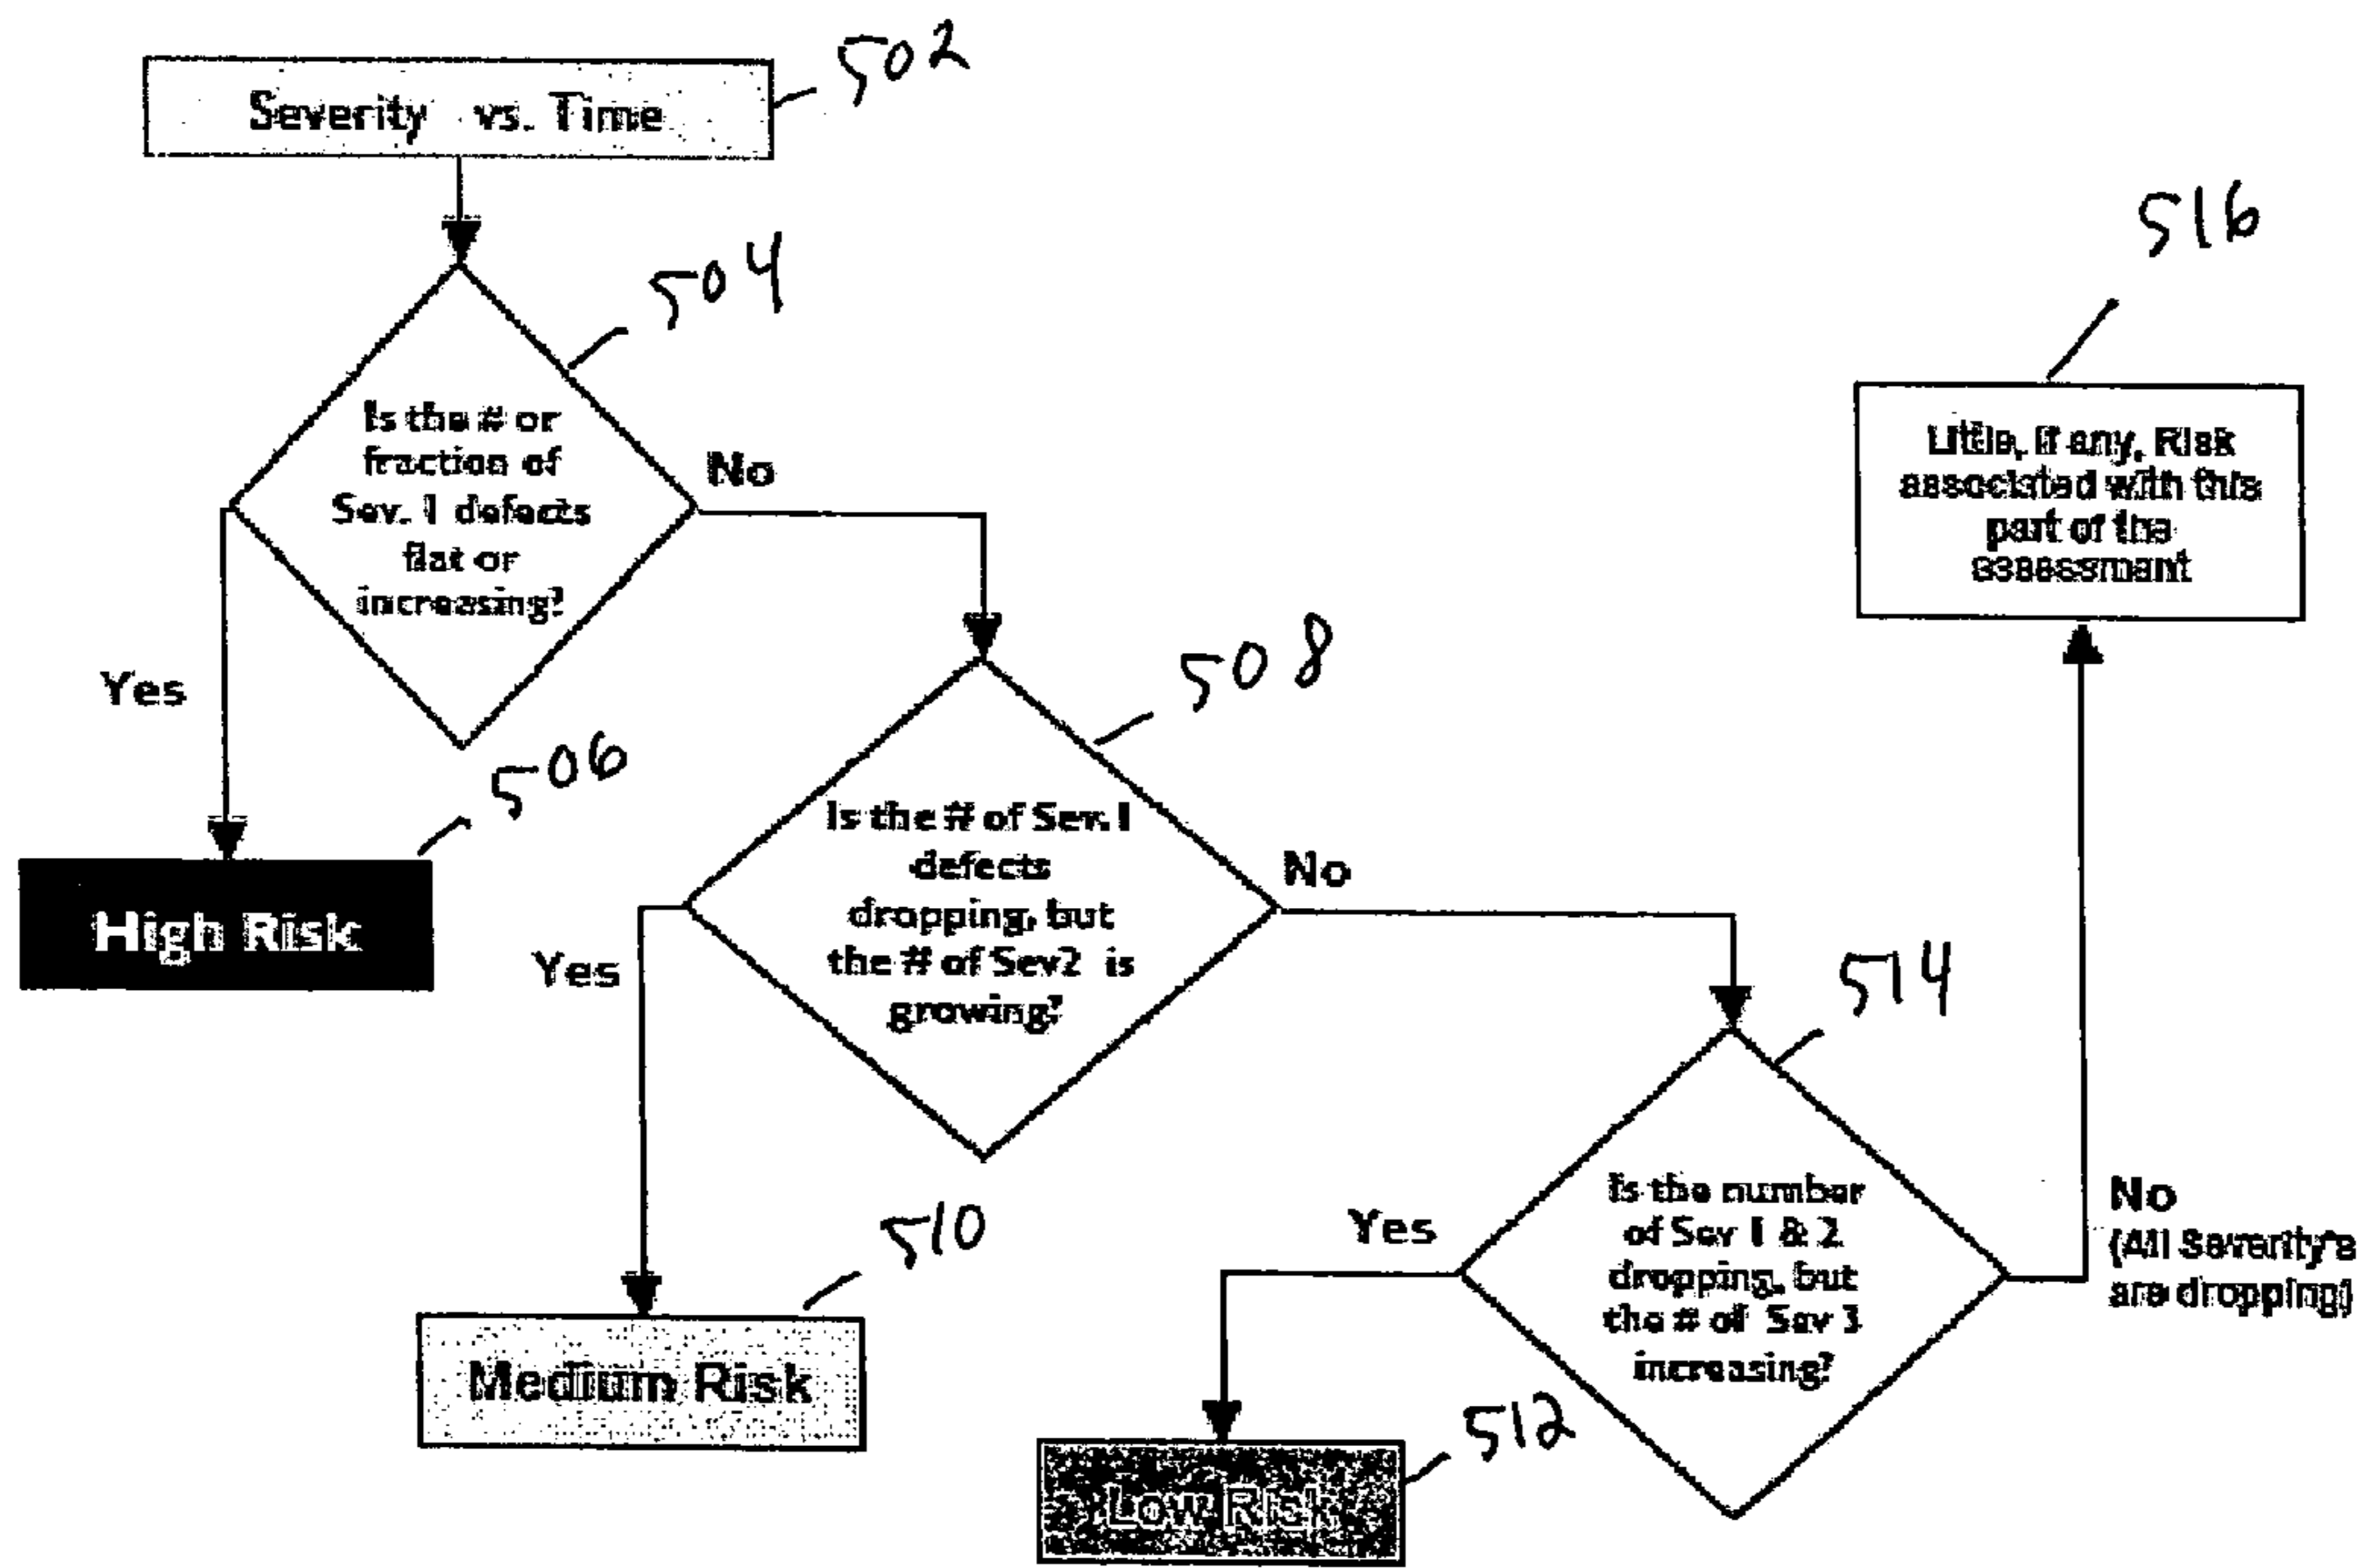 Severity vs. Time
502
504
Is the # or
fraction of
Sev. 1 defects
flat or
increasing?
No
Yes
506
High Risk
508
Is the # of Sev. 1
defects
dropping, but
the # of Sev2 is
growing?
No
Yes
510
Medium Risk
514
Is the number
of Sev 1 & 2
dropping, but
the # of Sev 3
increasing?
Yes
512
Low Risk
No
(All Severity's
are dropping)
516
Little, if any, Risk
associated with this
part of the
assessment